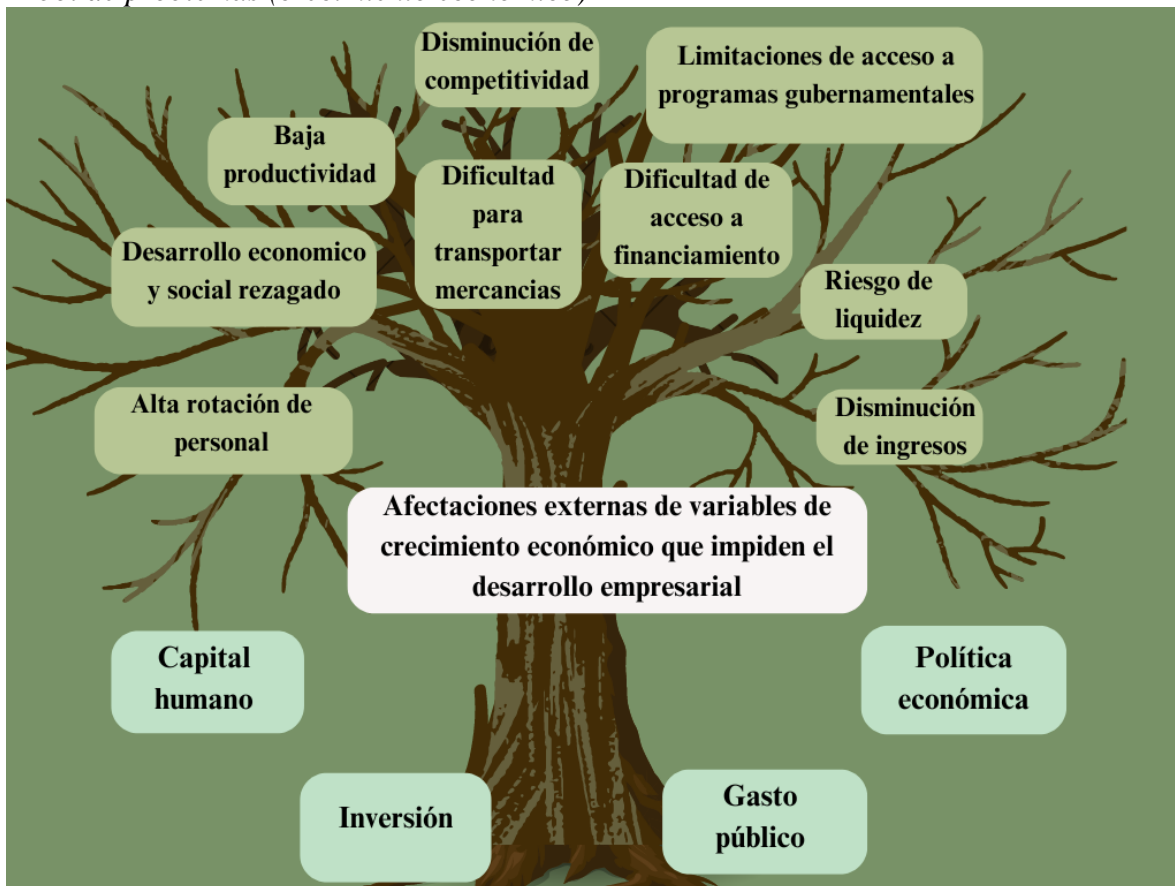 Disminución de
competitividad
Limitaciones de acceso a
programas gubernamentales
Baja
productividad
Dificultad
para
transportar
mercancias
Dificultad de
acceso a
financiamiento
Desarrollo economico
y social rezagado
Riesgo de
liquidez
Alta rotación de
personal
Disminución
de ingresos
Afectaciones externas de variables de
crecimiento económico que impiden el
desarrollo empresarial
Capital
humano
Política
económica
Inversión
Gasto
público